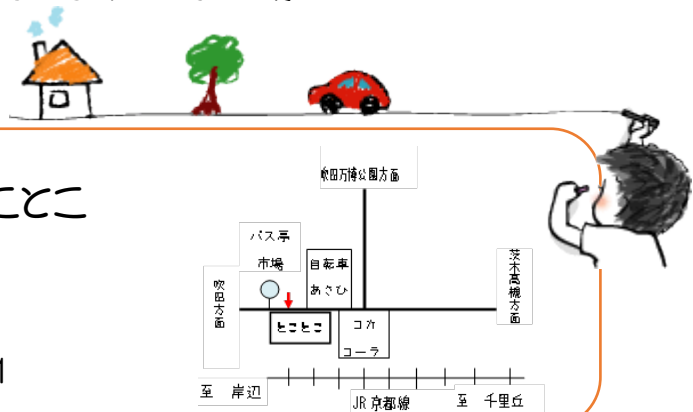 ことこ
吹田万博公園方面
バス亭
市場
自転車
あさひ
吹田方面
茨木高槻方面
とことこ
コカ
コーラ
至 岸辺
JR京都線
至 千里丘